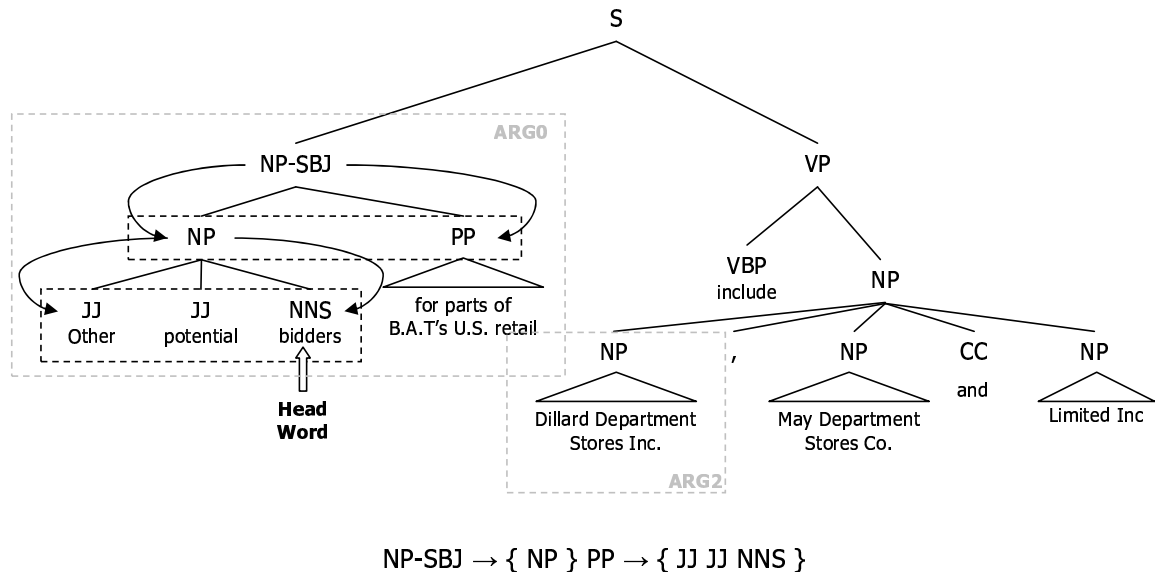 S
ARG0
NP-SBJ
VP
NP
PP
VBP
include
NP
JJ
Other
JJ
potential
NNS
bidders
for parts of
B.A.T's U.S. retail
NP
,
NP
CC
and
NP
Head
Word
Dillard Department
Stores Inc.
May Department
Stores Co.
Limited Inc
ARG2
NP-SBJ → { NP } PP → { JJ JJ NNS }